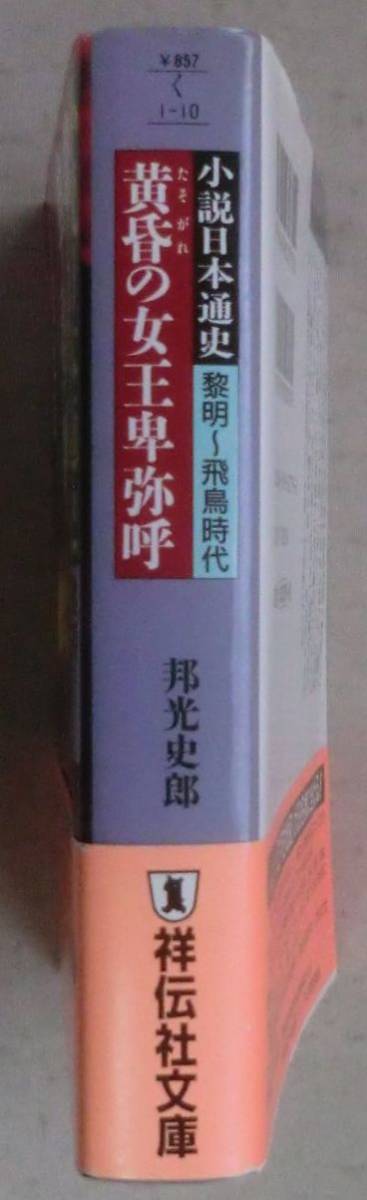 ¥857
く
1-10
小説日本通史
黎明〜飛鳥時代
黄昏の女王卑弥呼
たそがれ
邦光史郎
祥伝社文庫